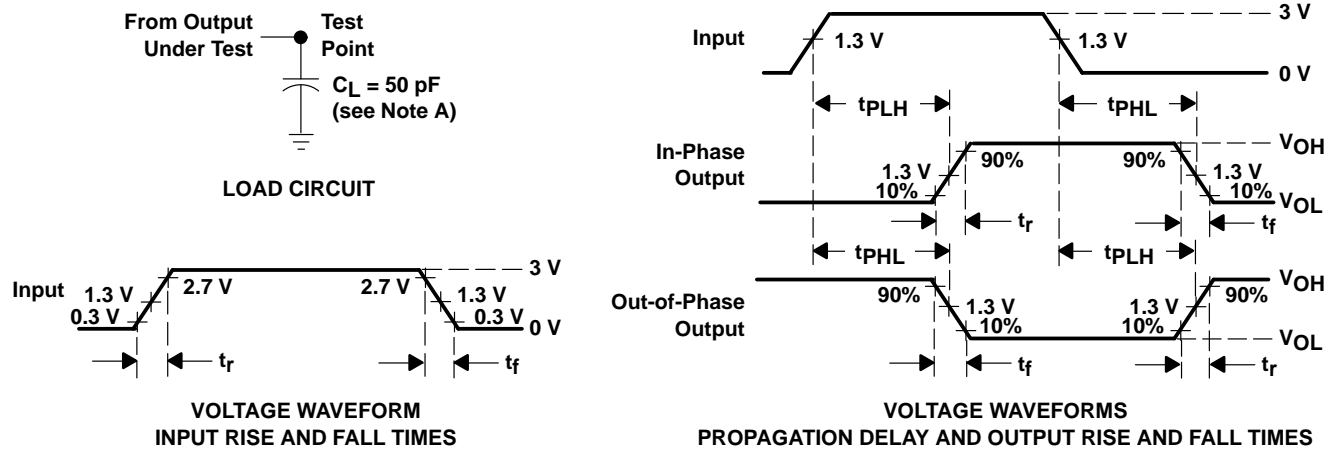 From Output
Under Test
Test
Point
CL = 50 pF
(see Note A)
LOAD CIRCUIT
Input
1.3 V
0.3 V
2.7 V
2.7 V
1.3 V
0.3 V
3 V
0 V
tr
tf
VOLTAGE WAVEFORM
INPUT RISE AND FALL TIMES
Input
1.3 V
1.3 V
3 V
0 V
tPLH
tPHL
In-Phase
Output
1.3 V
10%
90%
90%
1.3 V
10%
VOH
VOL
tr
tf
tPHL
tPLH
Out-of-Phase
Output
90%
1.3 V
10%
1.3 V
10%
90%
VOH
VOL
tf
tr
VOLTAGE WAVEFORMS
PROPAGATION DELAY AND OUTPUT RISE AND FALL TIMES